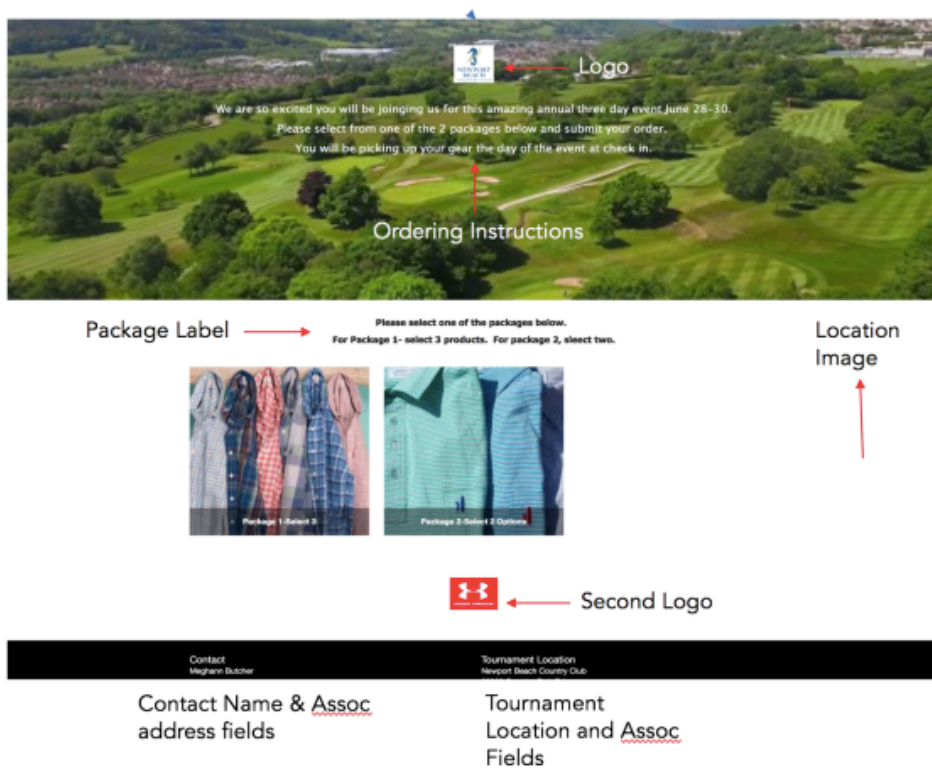 NEWPORT
BEACH
Logo
We are so excited you will be joinging us for this amazing annual three day event June 28-30.
Please select from one of the 2 packages below and submit your order.
You will be picking up your gear the day of the event at check in.
Ordering Instructions
Package Label
Please select one of the packages below.
For Package 1- select 3 products. For package 2, sleect two.
Location
Image
Package 1-Select 3
Package 2-Select 2 Options
Second Logo
Contact
Meghann Butcher
Tournament Location
Newport Beach Country Club
Contact Name & Assoc
address fields
Tournament
Location and Assoc
Fields